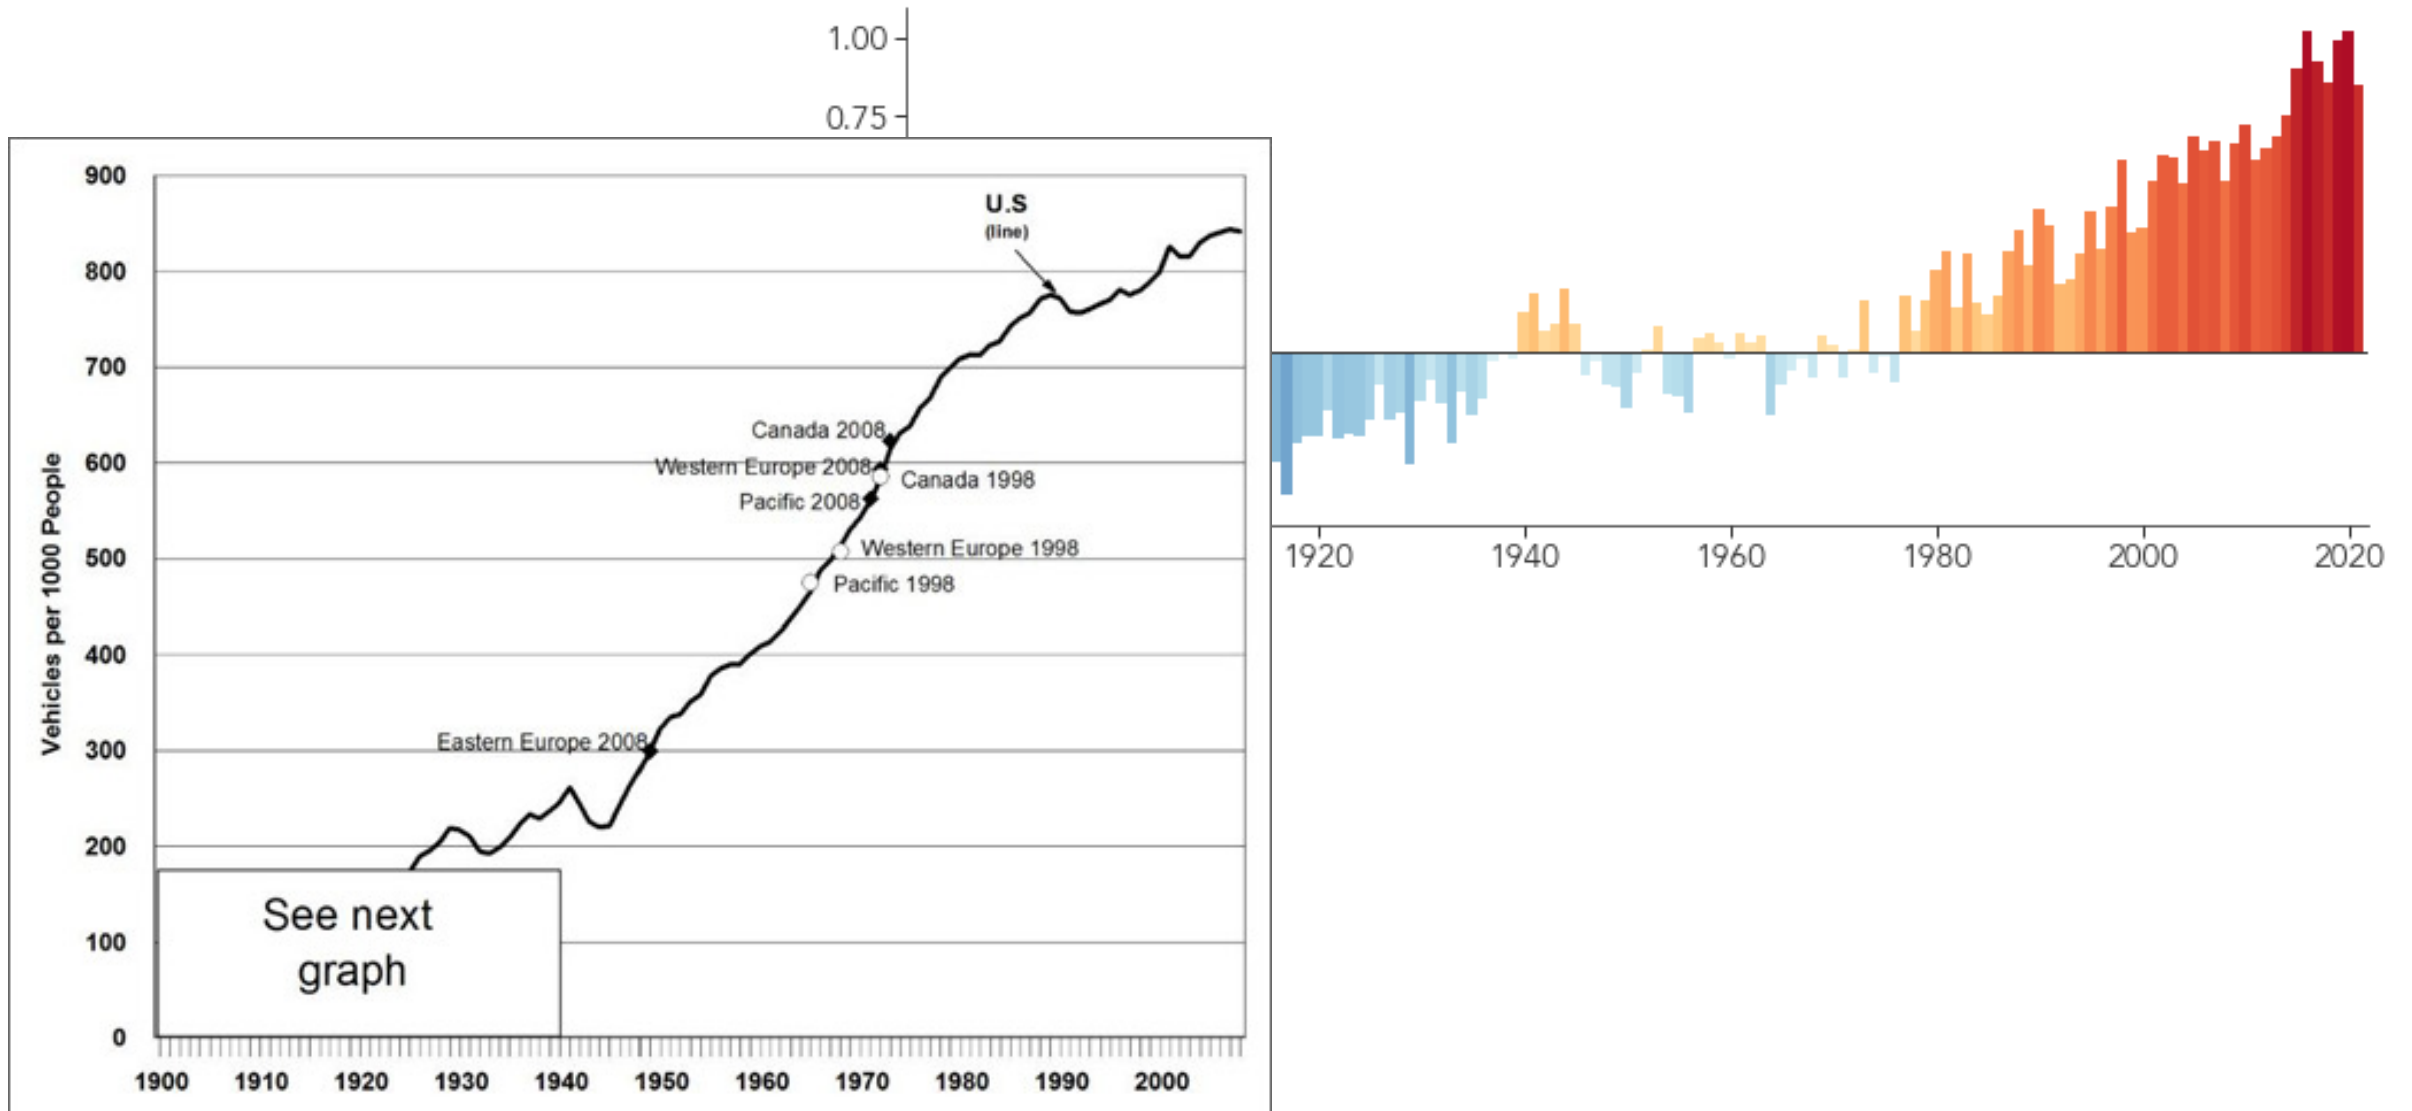 1.00
0.75
900
800
700
600
500
400
300
200
100
0
Vehicles per 1000 People
U.S
(line)
Canada 2008
Western Europe 2008
Canada 1998
Pacific 2008
Western Europe 1998
Pacific 1998
Eastern Europe 2008
See next
graph
1900 1910 1920 1930 1940 1950 1960 1970 1980 1990 2000
1920 1940 1960 1980 2000 2020